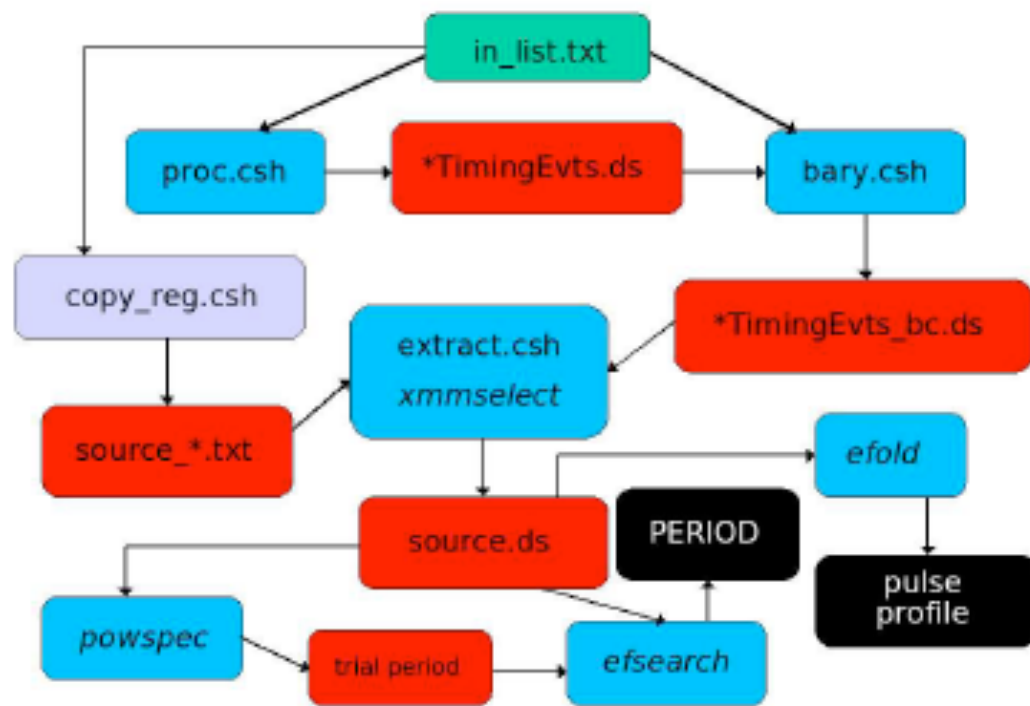 in_list.txt
proc.csh
*TimingEvts.ds
bary.csh
copy_reg.csh
*TimingEvts_bc.ds
extract.csh
xmmselect
source_*.txt
efold
source.ds
PERIOD
pulse
profile
powspec
trial period
efsearch